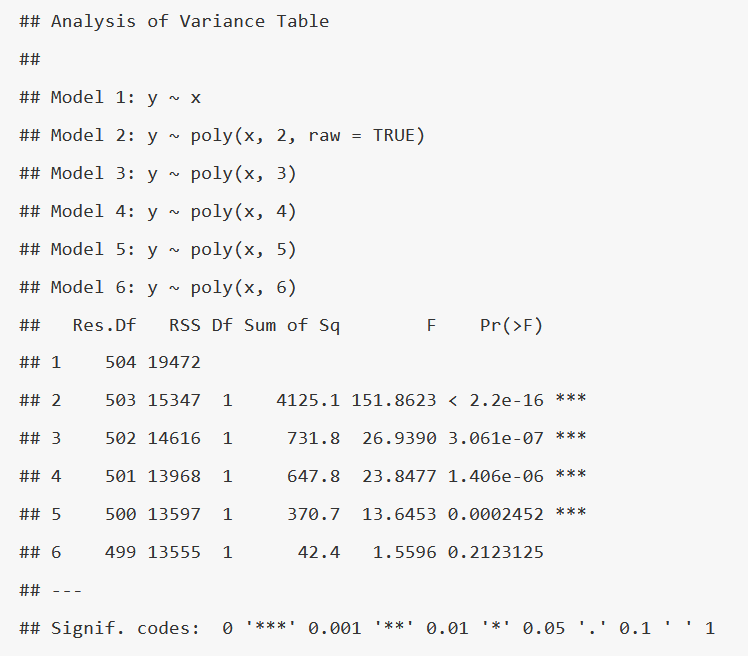 ## Analysis of Variance Table
##
## Model 1: y ~ x
## Model 2: y ~ poly(x, 2, raw = TRUE)
## Model 3: y ~ poly(x, 3)
## Model 4: y ~ poly(x, 4)
## Model 5: y ~ poly(x, 5)
## Model 6: y ~ poly(x, 6)
##   Res.Df   RSS Df Sum of Sq        F    Pr(>F)
## 1    504 19472
## 2    503 15347  1    4125.1 151.8623 < 2.2e-16 ***
## 3    502 14616  1     731.8  26.9390 3.061e-07 ***
## 4    501 13968  1     647.8  23.8477 1.406e-06 ***
## 5    500 13597  1     370.7  13.6453 0.0002452 ***
## 6    499 13555  1      42.4   1.5596 0.2123125
## ---
## Signif. codes:  0 '***' 0.001 '**' 0.01 '*' 0.05 '.' 0.1 ' ' 1